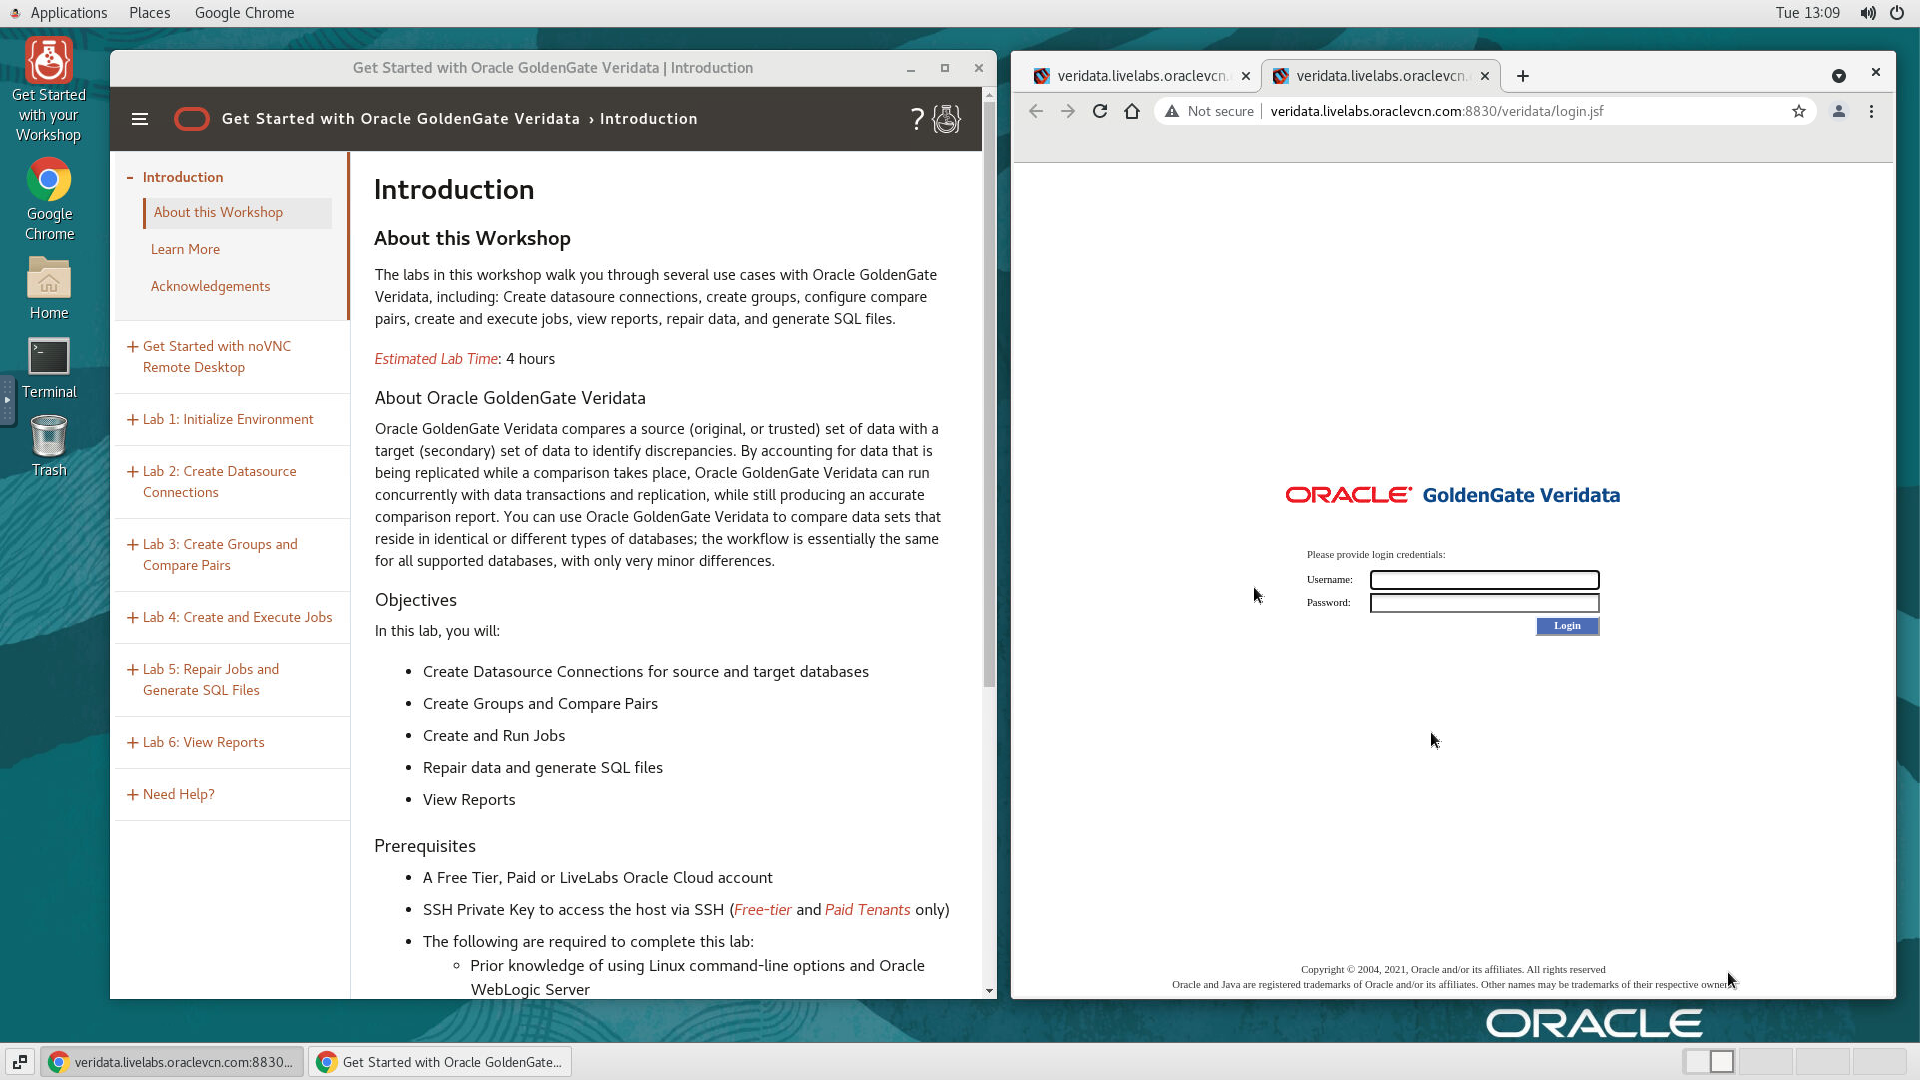 Applications Places Google Chrome
Tue 13:09
Get Started
with your
Workshop
Google
Chrome
Home
Terminal
Trash
Get Started with Oracle GoldenGate Veridata | Introduction
Get Started with Oracle GoldenGate Veridata › Introduction
?
- Introduction
About this Workshop
Learn More
Acknowledgements
+ Get Started with noVNC
Remote Desktop
+ Lab 1: Initialize Environment
+ Lab 2: Create Datasource
Connections
+ Lab 3: Create Groups and
Compare Pairs
+ Lab 4: Create and Execute Jobs
+ Lab 5: Repair Jobs and
Generate SQL Files
+ Lab 6: View Reports
+ Need Help?
Introduction
About this Workshop
The labs in this workshop walk you through several use cases with Oracle GoldenGate
Veridata, including: Create datasoure connections, create groups, configure compare
pairs, create and execute jobs, view reports, repair data, and generate SQL files.
Estimated Lab Time: 4 hours
About Oracle GoldenGate Veridata
Oracle GoldenGate Veridata compares a source (original, or trusted) set of data with a
target (secondary) set of data to identify discrepancies. By accounting for data that is
being replicated while a comparison takes place, Oracle GoldenGate Veridata can run
concurrently with data transactions and replication, while still producing an accurate
comparison report. You can use Oracle GoldenGate Veridata to compare data sets that
reside in identical or different types of databases; the workflow is essentially the same
for all supported databases, with only very minor differences.
Objectives
In this lab, you will:
• Create Datasource Connections for source and target databases
• Create Groups and Compare Pairs
• Create and Run Jobs
• Repair data and generate SQL files
• View Reports
Prerequisites
• A Free Tier, Paid or LiveLabs Oracle Cloud account
• SSH Private Key to access the host via SSH (Free-tier and Paid Tenants only)
• The following are required to complete this lab:
◦ Prior knowledge of using Linux command-line options and Oracle
WebLogic Server
veridata.livelabs.oraclevcn.
veridata.livelabs.oraclevcn.
Not secure | veridata.livelabs.oraclevcn.com:8830/veridata/login.jsf
ORACLE GoldenGate Veridata
Please provide login credentials:
Username:
Password:
Login
Copyright © 2004, 2021, Oracle and/or its affiliates. All rights reserved
Oracle and Java are registered trademarks of Oracle and/or its affiliates. Other names may be trademarks of their respective owners
ORACLE
veridata.livelabs.oraclevcn.com:8830...
Get Started with Oracle GoldenGate...